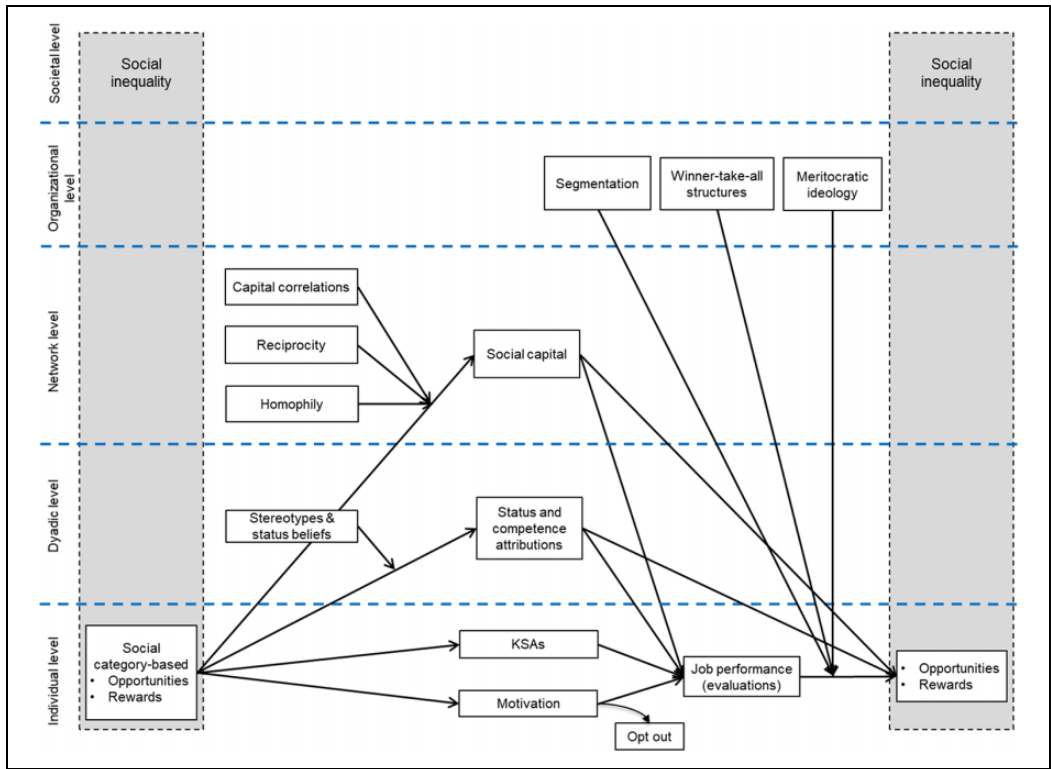 Societal level
Social
inequality
Social
inequality
Organizational
level
Segmentation
Winner-take-all
structures
Meritocratic
ideology
Network level
Capital correlations
Reciprocity
Homophily
Social capital
Dyadic level
Stereotypes &
status beliefs
Status and
competence
attributions
Individual level
Social
category-based
• Opportunities
• Rewards
KSAs
Motivation
Opt out
Job performance
(evaluations)
• Opportunities
• Rewards